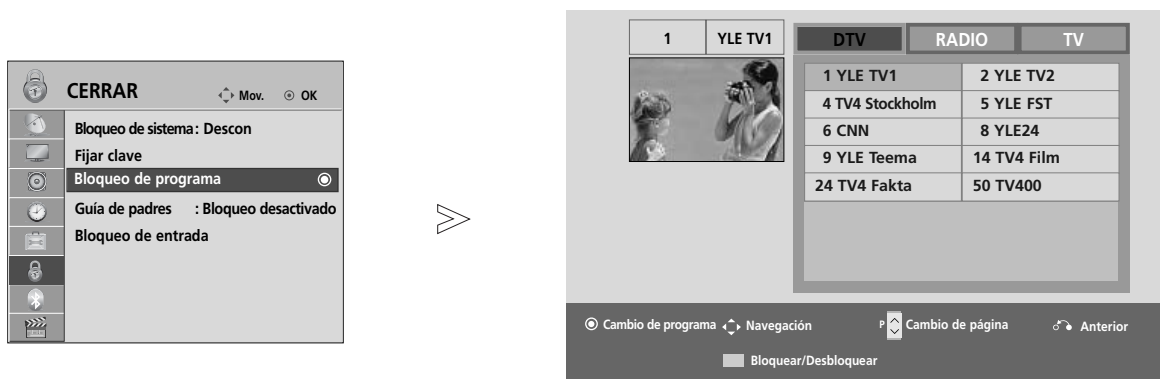 CERRAR
Mov. OK
Bloqueo de sistema : Descon
Fijar clave
Bloqueo de programa
Guía de padres : Bloqueo desactivado
Bloqueo de entrada
1 YLE TV1
DTV RADIO TV
1 YLE TV1 2 YLE TV2
4 TV4 Stockholm 5 YLE FST
6 CNN 8 YLE24
9 YLE Teema 14 TV4 Film
24 TV4 Fakta 50 TV400
Cambio de programa Navegación P Cambio de página Anterior
Bloquear/Desbloquear